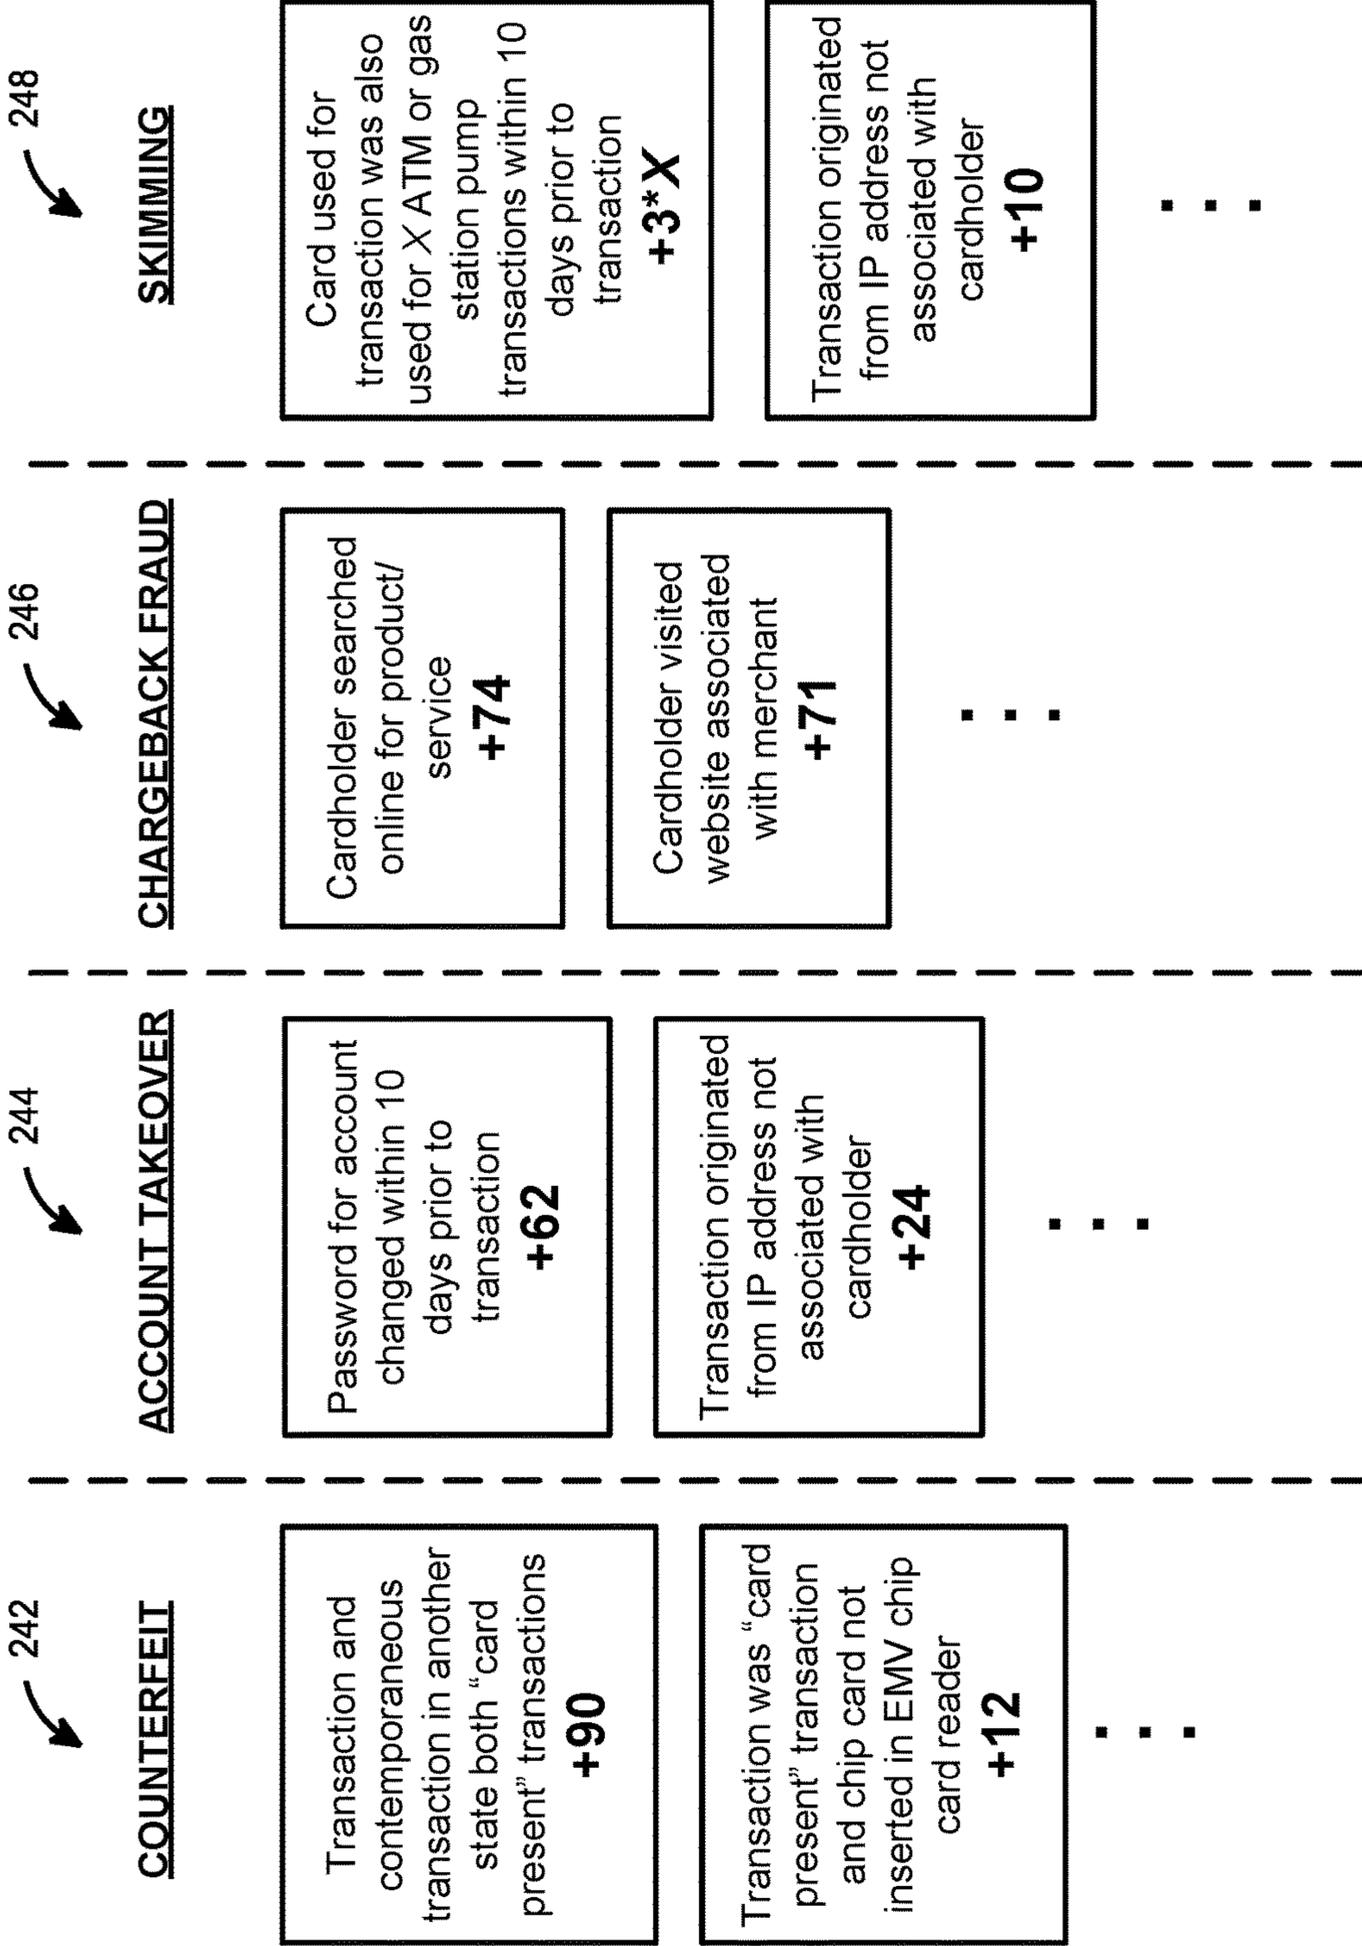 242
COUNTERFEIT
Transaction and
contemporaneous
transaction in another
state both “card
present” transactions
+90
Transaction was “card
present” transaction
and chip card not
inserted in EMV chip
card reader
+12
244
ACCOUNT TAKEOVER
Password for account
changed within 10
days prior to
transaction
+62
Transaction originated
from IP address not
associated with
cardholder
+24
246
CHARGEBACK FRAUD
Cardholder searched
online for product/
service
+74
Cardholder visited
website associated
with merchant
+71
248
SKIMMING
Card used for
transaction was also
used for X ATM or gas
station pump
transactions within 10
days prior to
transaction
+3*X
Transaction originated
from IP address not
associated with
cardholder
+10